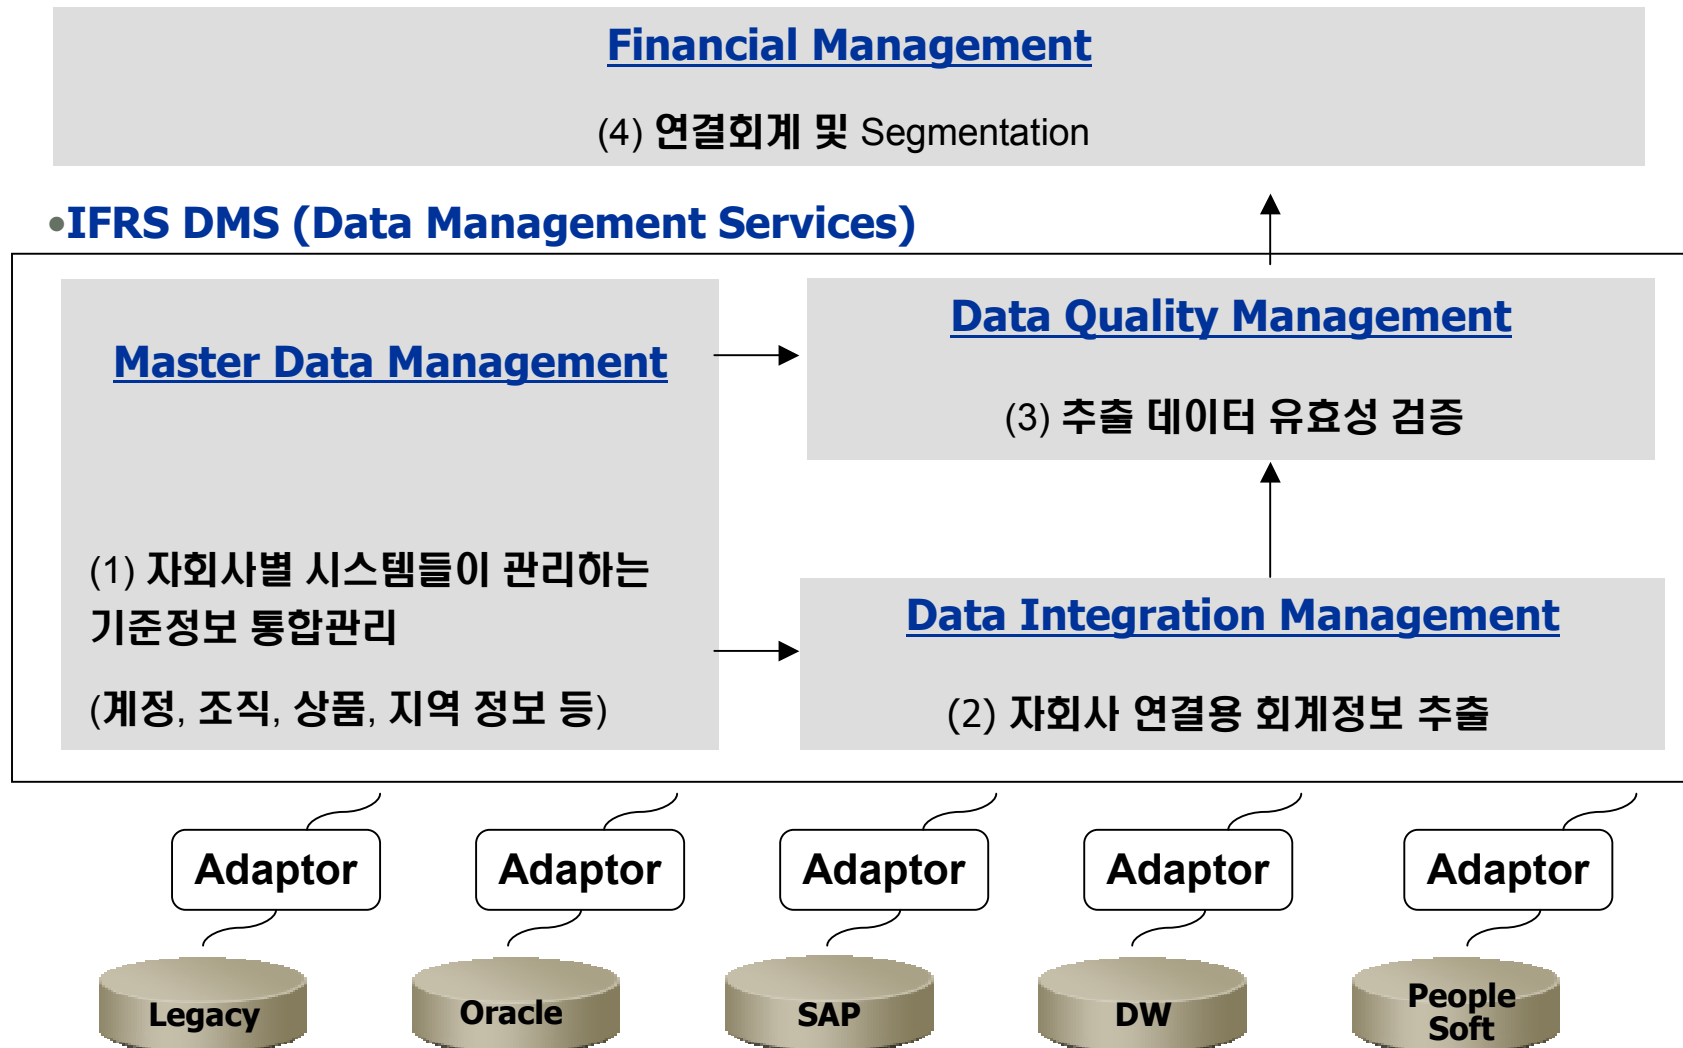 Financial Management
(4) 연결회계 및 Segmentation
•IFRS DMS (Data Management Services)
Master Data Management
(1) 자회사별 시스템들이 관리하는
기준정보 통합관리
(계정, 조직, 상품, 지역 정보 등)
Data Quality Management
(3) 추출 데이터 유효성 검증
Data Integration Management
(2) 자회사 연결용 회계정보 추출
Adaptor
Adaptor
Adaptor
Adaptor
Adaptor
Legacy
Oracle
SAP
DW
People
Soft